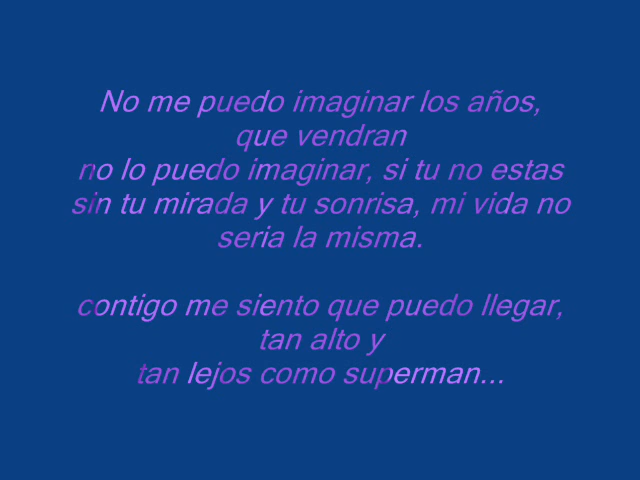 No me puedo imaginar los años,
que vendran
no lo puedo imaginar, si tu no estas
sin tu mirada y tu sonrisa, mi vida no
seria la misma.
contigo me siento que puedo llegar,
tan alto y
tan lejos como superman...